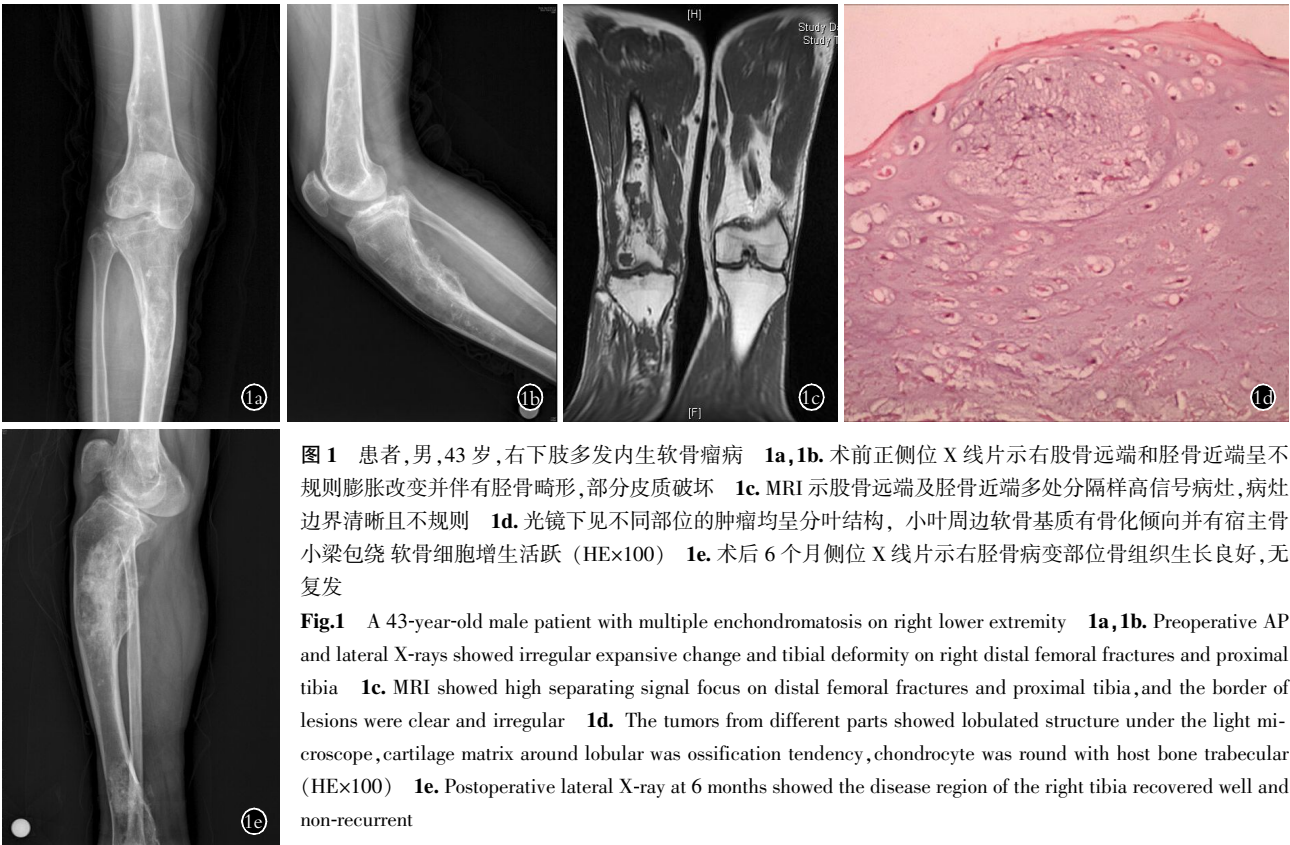 [H]
Study D
Study T
1a
1b
1c
[F]
1d
1e
图 1 患者,男,43 岁,右下肢多发内生软骨瘤病 1a,1b. 术前正侧位 X 线片示右股骨远端和胫骨近端呈不
规则膨胀改变并伴有胫骨畸形,部分皮质破坏 1c. MRI 示股骨远端及胫骨近端多处分隔样高信号病灶,病灶
边界清晰且不规则 1d. 光镜下见不同部位的肿瘤均呈分叶结构, 小叶周边软骨基质有骨化倾向并有宿主骨
小梁包绕 软骨细胞增生活跃 (HE×100) 1e. 术后 6 个月侧位 X 线片示右胫骨病变部位骨组织生长良好,无
复发
Fig.1 A 43-year-old male patient with multiple enchondromatosis on right lower extremity 1a,1b. Preoperative AP
and lateral X-rays showed irregular expansive change and tibial deformity on right distal femoral fractures and proximal
tibia 1c. MRI showed high separating signal focus on distal femoral fractures and proximal tibia,and the border of
lesions were clear and irregular 1d. The tumors from different parts showed lobulated structure under the light mi-
croscope,cartilage matrix around lobular was ossification tendency,chondrocyte was round with host bone trabecular
(HE×100) 1e. Postoperative lateral X-ray at 6 months showed the disease region of the right tibia recovered well and
non-recurrent